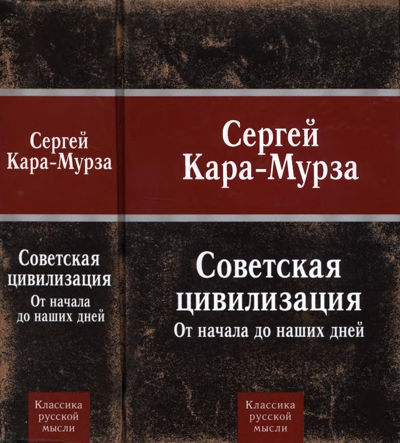 Сергей
Кара-Мурза
Советская
цивилизация
От начала
до наших дней
Классика
русской
мысли
Сергей
Кара-Мурза
Советская
цивилизация
От начала до наших дней
Классика
русской
мысли